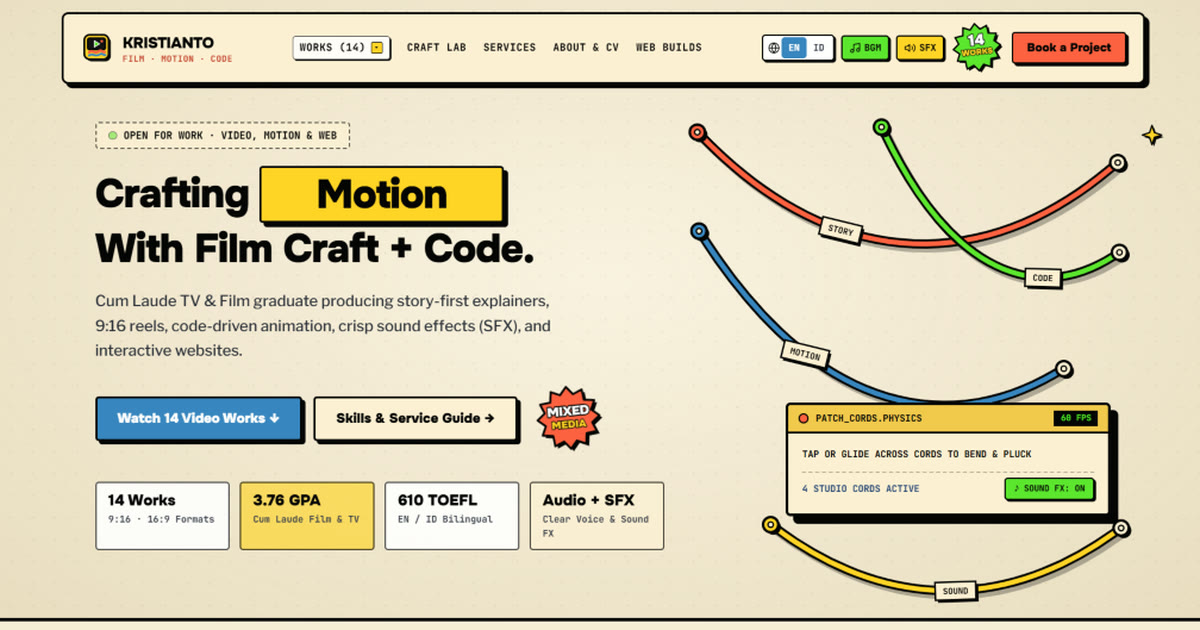 KRISTIANTO
FILM · MOTION · CODE
WORKS (14)
CRAFT LAB
SERVICES
ABOUT & CV
WEB BUILDS
EN
ID
BGM
SFX
14
WORKS
Book a Project
OPEN FOR WORK · VIDEO, MOTION & WEB
Crafting Motion
With Film Craft + Code.
Cum Laude TV & Film graduate producing story-first explainers,
9:16 reels, code-driven animation, crisp sound effects (SFX), and
interactive websites.
Watch 14 Video Works ↓
Skills & Service Guide →
MIXED
MEDIA
14 Works
9:16 · 16:9 Formats
3.76 GPA
Cum Laude Film & TV
610 TOEFL
EN / ID Bilingual
Audio + SFX
Clear Voice & Sound
FX
STORY
CODE
MOTION
PATCH_CORDS.PHYSICS
60 FPS
TAP OR GLIDE ACROSS CORDS TO BEND & PLUCK
4 STUDIO CORDS ACTIVE
♪ SOUND FX: ON
SOUND